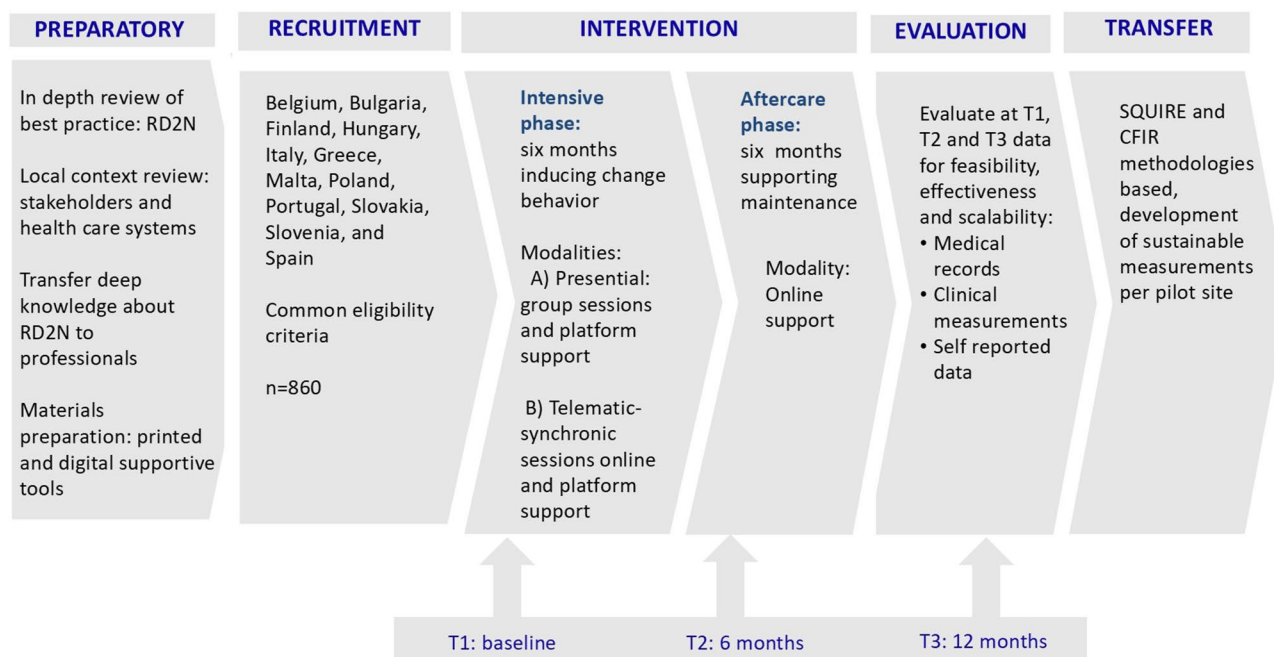 PREPARATORY
In depth review of
best practice: RD2N
Local context review:
stakeholders and
health care systems
Transfer deep
knowledge about
RD2N to
professionals
Materials
preparation: printed
and digital supportive
tools
RECRUITMENT
Belgium, Bulgaria,
Finland, Hungary,
Italy, Greece,
Malta, Poland,
Portugal, Slovakia,
Slovenia, and
Spain
Common eligibility
criteria
n=860
INTERVENTION
Intensive
phase:
six months
inducing change
behavior
Modalities:
A) Presential:
group sessions
and platform
support
B) Telematic-
synchronic
sessions online
and platform
support
Aftercare
phase:
six months
supporting
maintenance
Modality:
Online
support
EVALUATION
Evaluate at T1,
T2 and T3 data
for feasibility,
effectiveness
and scalability:
• Medical
records
• Clinical
measurements
• Self reported
data
TRANSFER
SQUIRE and
CFIR
methodologies
based,
development
of sustainable
measurements
per pilot site
T1: baseline
T2: 6 months
T3: 12 months